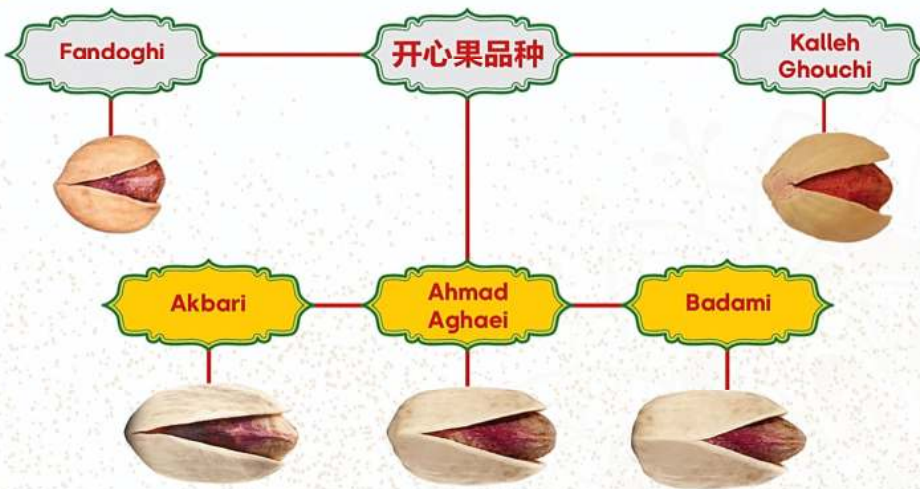 Fandoghi
开心果品种
Kalleh
Ghouchi
Akbari
Ahmad
Aghaei
Badami